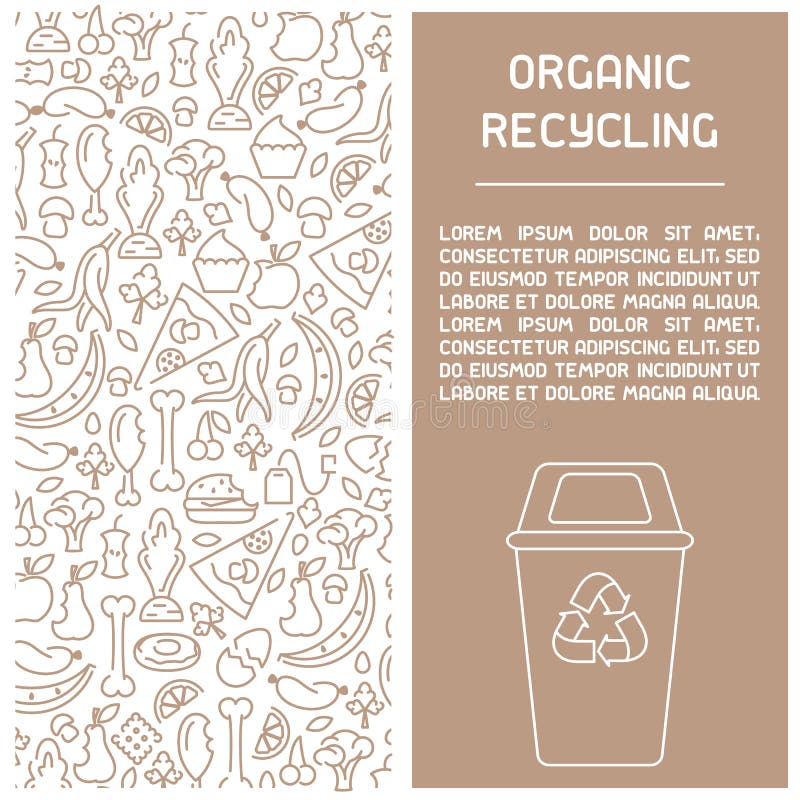 ORGANIC
RECYCLING
LOREM IPSUM DOLOR SIT AMET,
CONSECTETUR ADIPISCING ELIT, SED
DO EIUSMOD TEMPOR INCIDIDUNT UT
LABORE ET DOLORE MAGNA ALIQUA.
LOREM IPSUM DOLOR SIT AMET,
CONSECTETUR ADIPISCING ELIT, SED
DO EIUSMOD TEMPOR INCIDIDUNT UT
LABORE ET DOLORE MAGNA ALIQUA.
dreamstime.